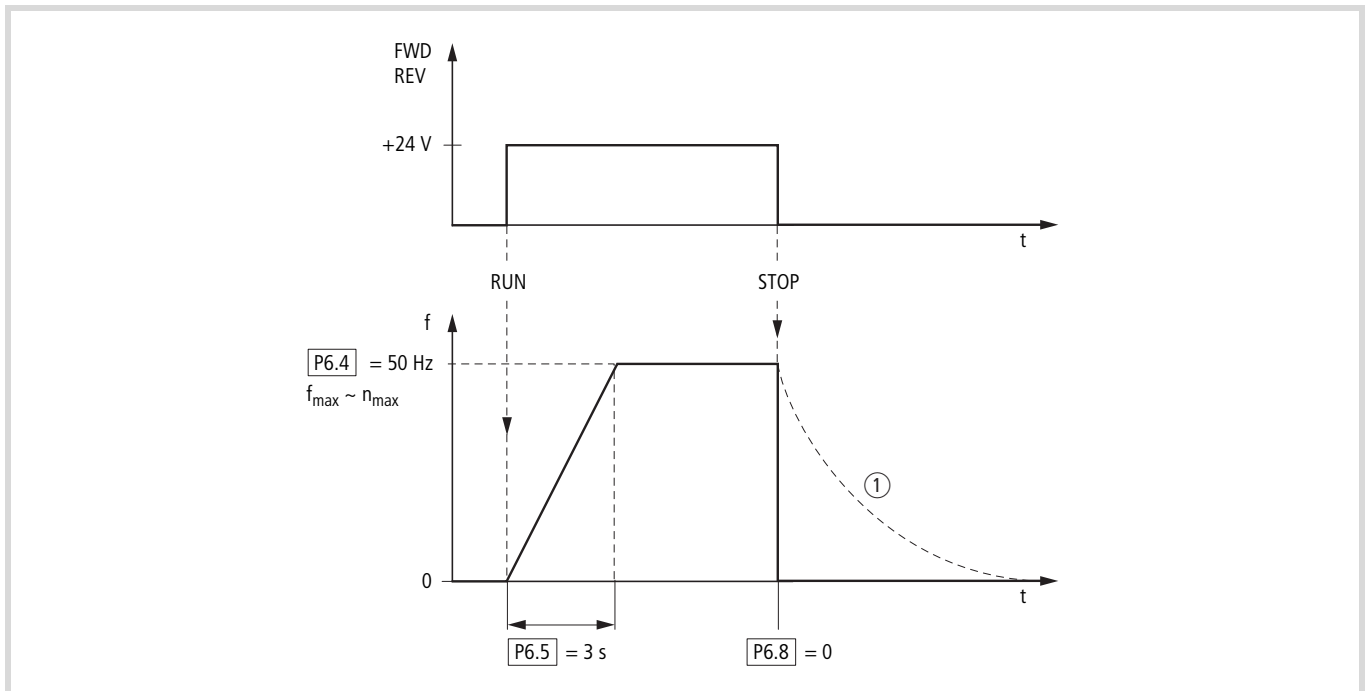 FWD
REV
+24 V
t
RUN
STOP
f
P6.4 = 50 Hz
fmax ~ nmax
1
0
t
P6.5 = 3 s
P6.8 = 0